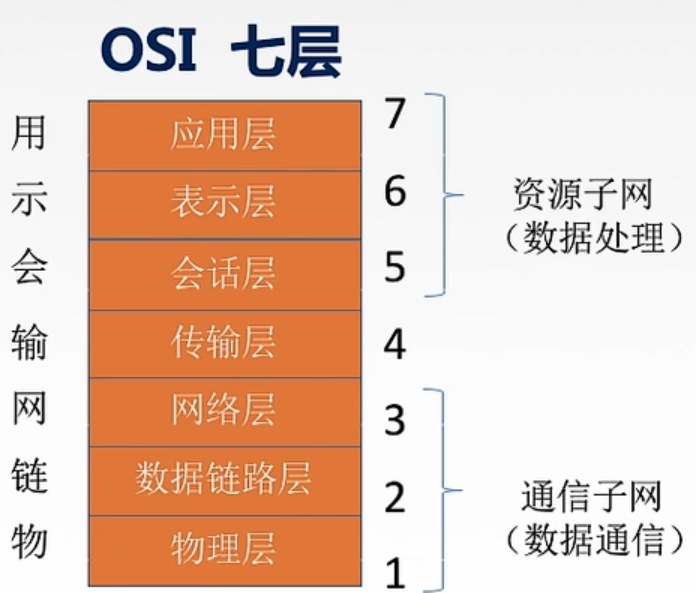 OSI 七层
用 应用层 7
示 表示层 6
会 会话层 5
输 传输层 4
网 网络层 3
链 数据链路层 2
物 物理层 1
资源子网
（数据处理）
通信子网
（数据通信）